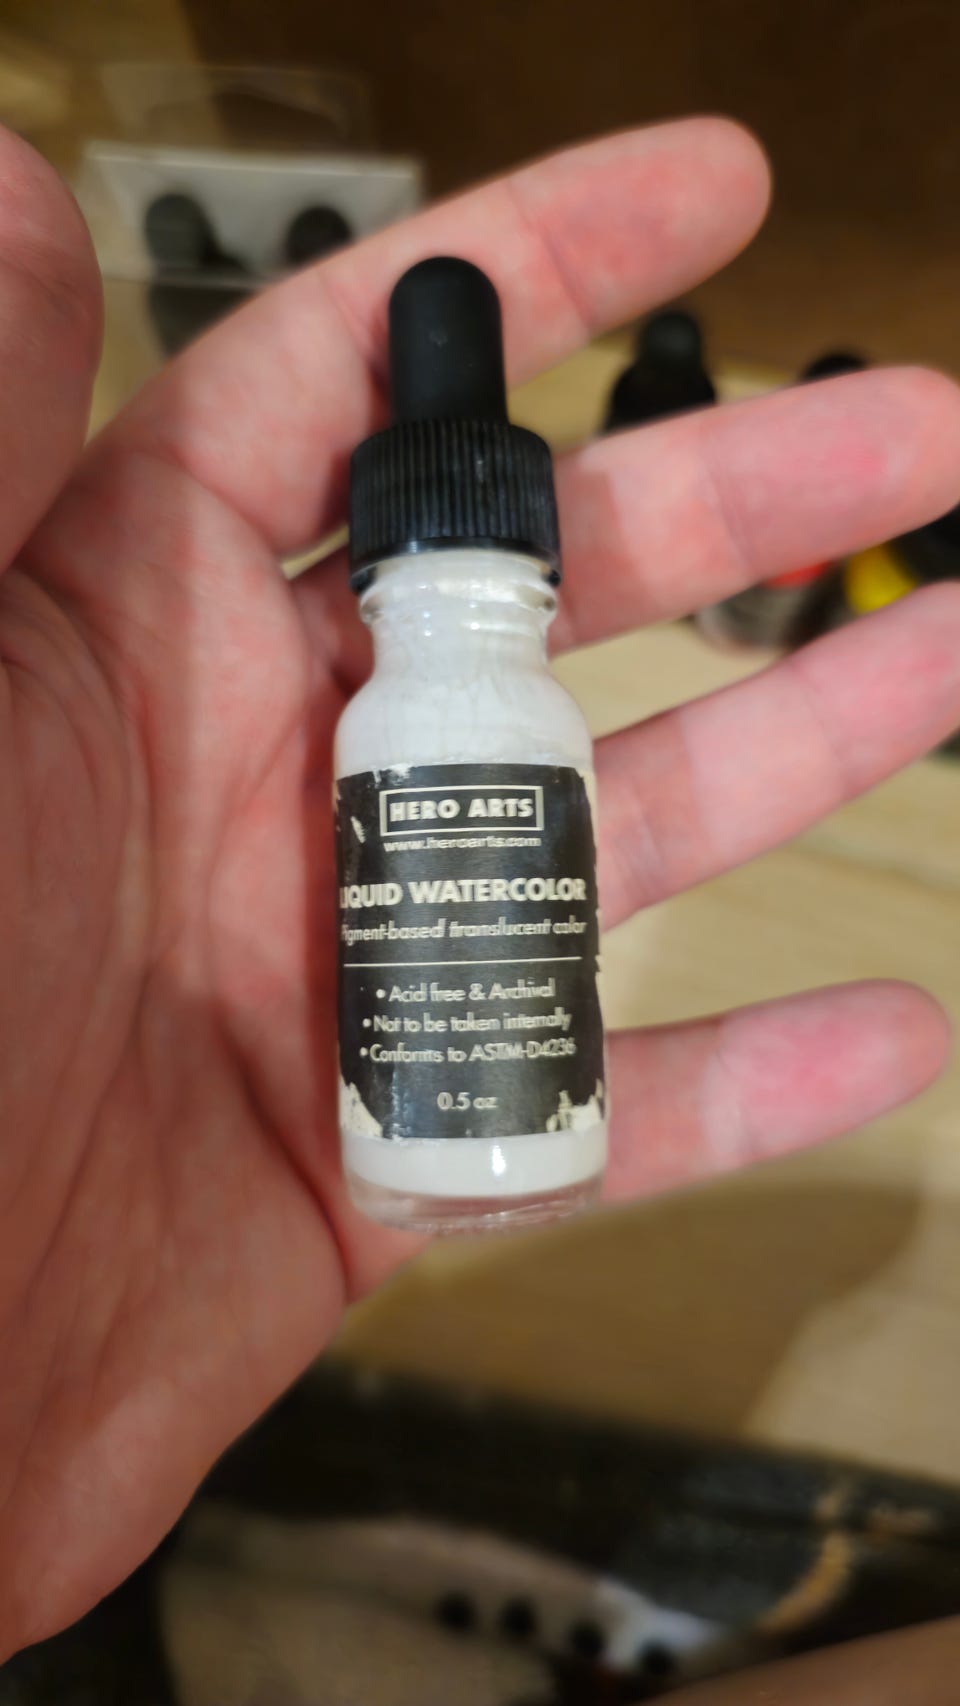 HERO ARTS
www.heroarts.com
LIQUID WATERCOLOR
Pigment-based translucent color
• Acid free & Archival
• Not to be taken internally
• Conforms to ASTM-D4236
0.5 oz